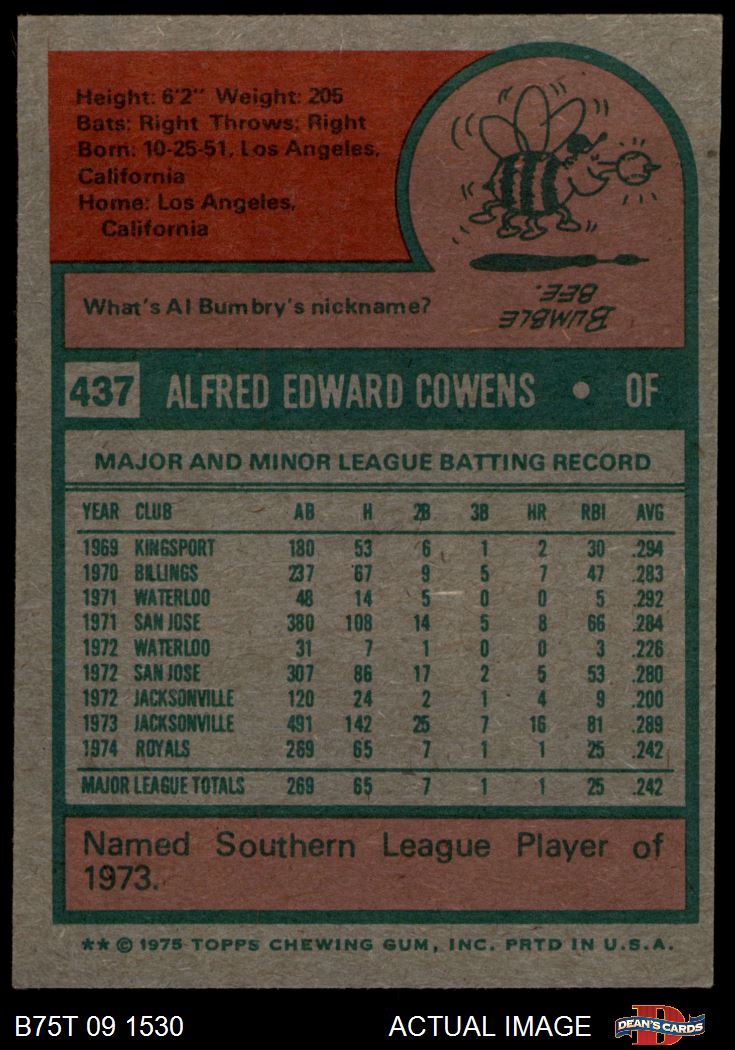 Height: 6'2" Weight: 205
Bats: Right Throws: Right
Born: 10-25-51, Los Angeles,
California
Home: Los Angeles,
California
What's Al Bumbry's nickname?
BUMBLE
BEE.
437 ALFRED EDWARD COWENS • OF
MAJOR AND MINOR LEAGUE BATTING RECORD
YEAR CLUB AB H 2B 3B HR RBI AVG
1969 KINGSPORT 180 53 6 1 2 30 .294
1970 BILLINGS 237 67 9 5 7 47 .283
1971 WATERLOO 48 14 5 0 0 5 .292
1971 SAN JOSE 380 108 14 5 8 66 .284
1972 WATERLOO 31 7 1 0 0 3 .226
1972 SAN JOSE 307 86 17 2 5 53 .280
1972 JACKSONVILLE 120 24 2 1 4 9 .200
1973 JACKSONVILLE 491 142 25 7 16 81 .289
1974 ROYALS 269 65 7 1 1 25 .242
MAJOR LEAGUE TOTALS 269 65 7 1 1 25 .242
Named Southern League Player of
1973.
** © 1975 TOPPS CHEWING GUM, INC. PRTD IN U.S.A.
B75T 09 1530 ACTUAL IMAGE DEAN'S CARDS